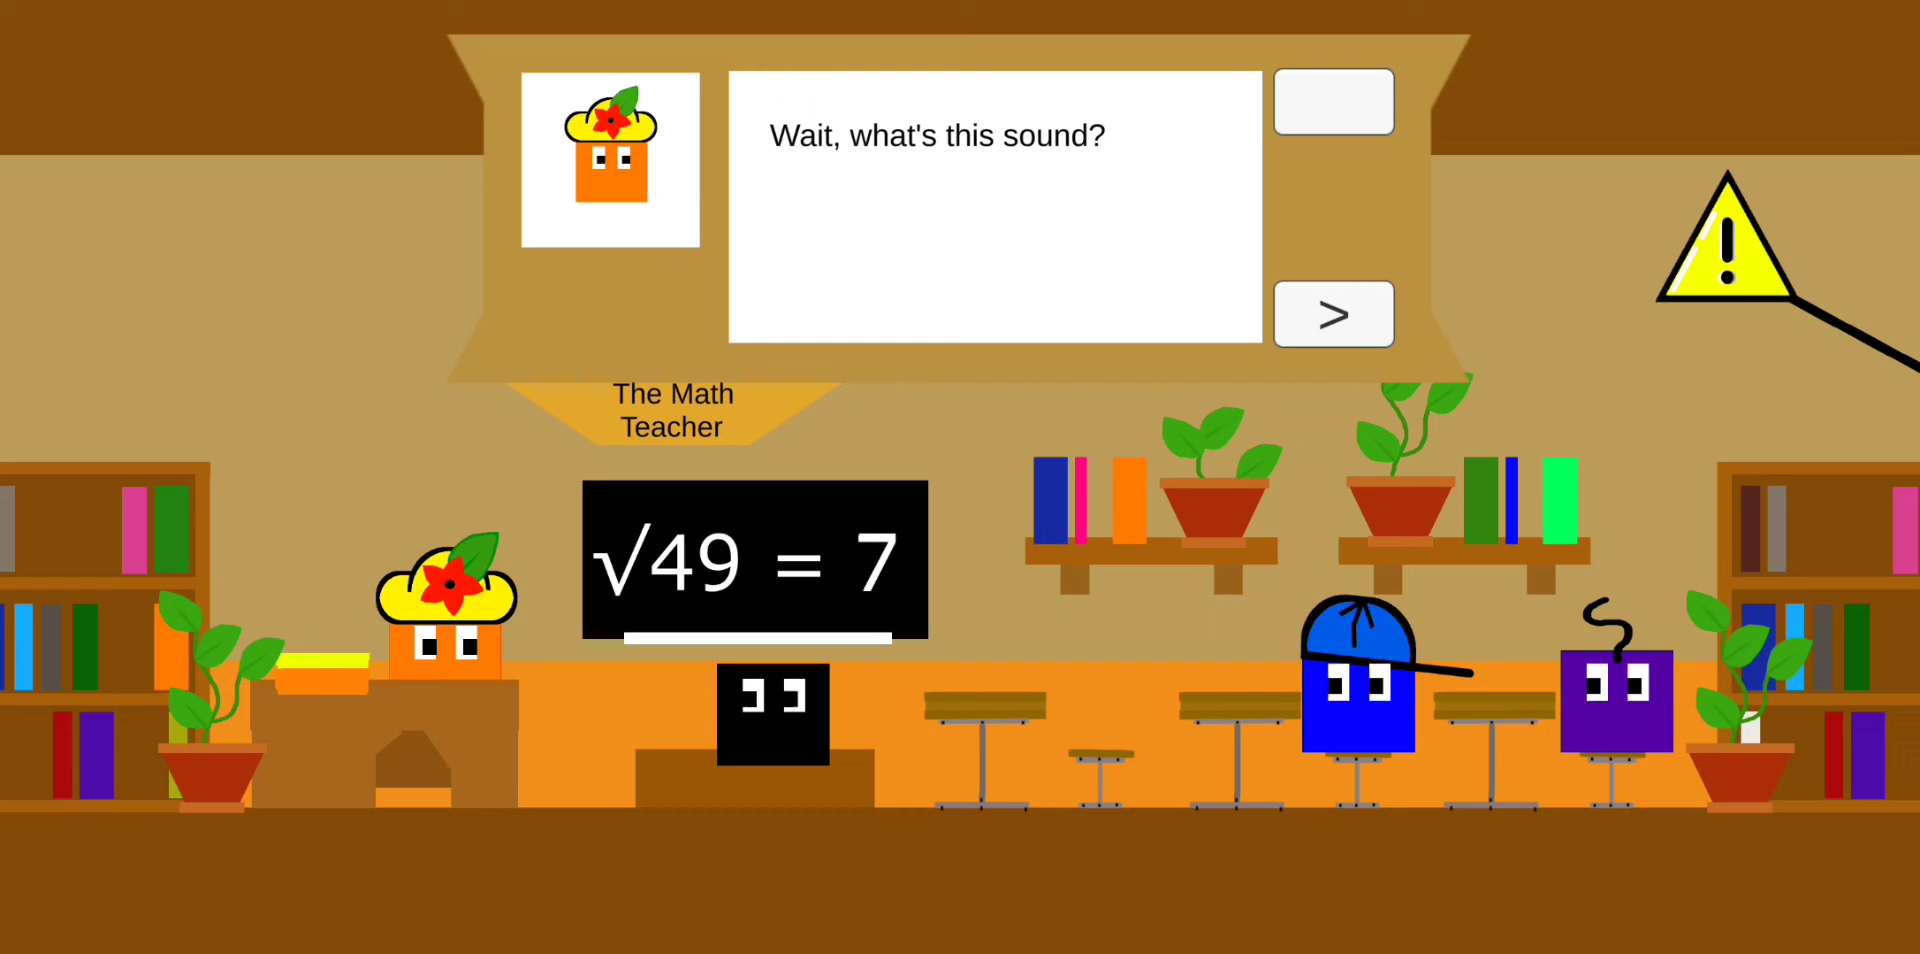 Wait, what's this sound?
>
The Math
Teacher
√49 = 7